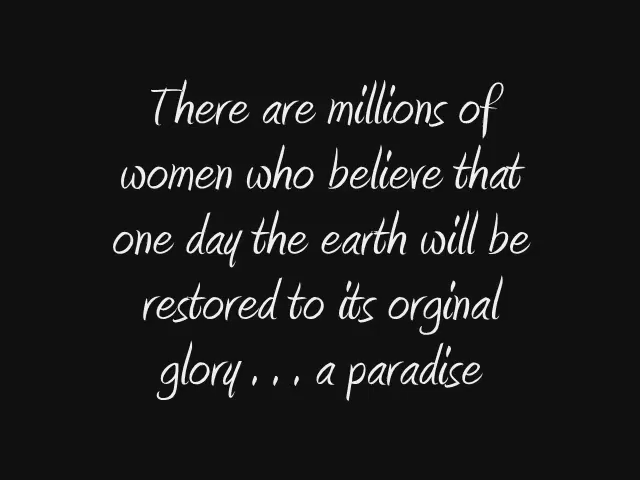 There are millions of
women who believe that
one day the earth will be
restored to its orginal
glory . . . a paradise